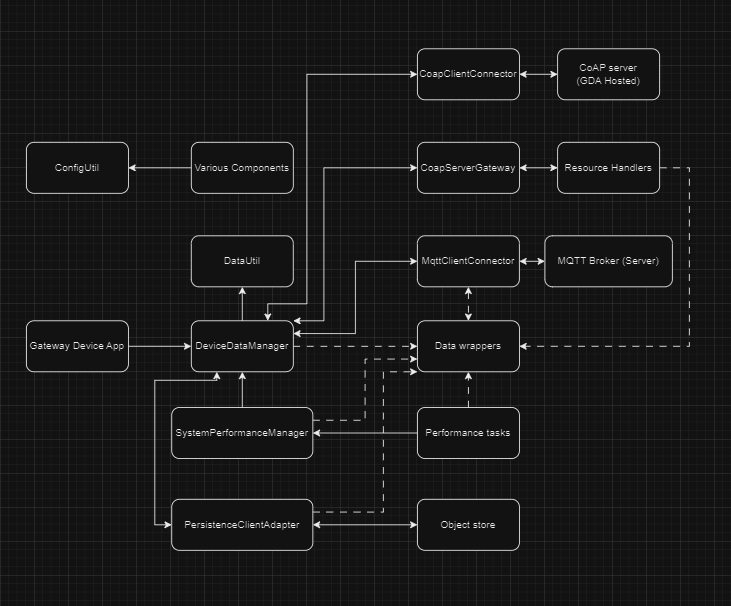 CoapClientConnector
CoAP server
(GDA Hosted)
ConfigUtil
Various Components
CoapServerGateway
Resource Handlers
DataUtil
MqttClientConnector
MQTT Broker (Server)
Gateway Device App
DeviceDataManager
Data wrappers
SystemPerformanceManager
Performance tasks
PersistenceClientAdapter
Object store